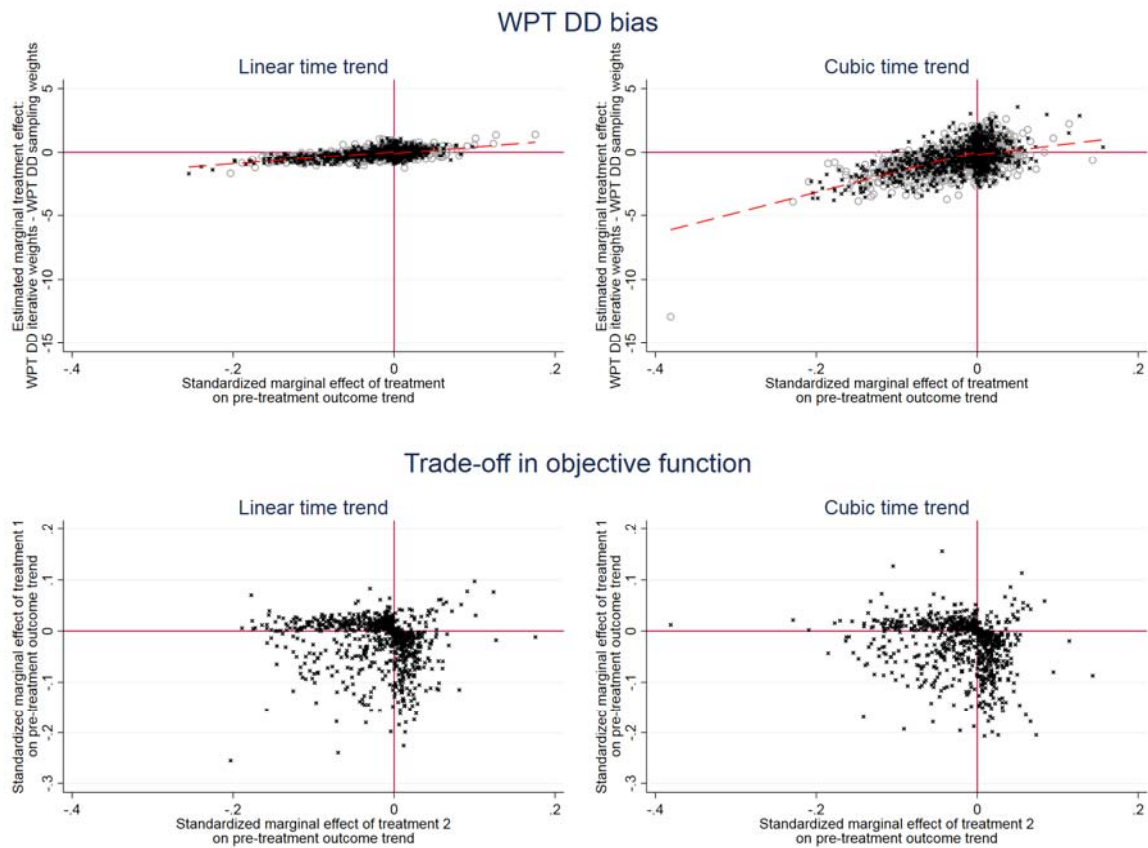 WPT DD bias
Linear time trend
Estimated marginal treatment effect:
WPT DD iterative weights - WPT DD sampling weights
5
0
-5
-10
-15
-.4
-.2
0
.2
Standardized marginal effect of treatment
on pre-treatment outcome trend
Cubic time trend
Estimated marginal treatment effect:
WPT DD iterative weights - WPT DD sampling weights
5
0
-5
-10
-15
-.4
-.2
0
.2
Standardized marginal effect of treatment
on pre-treatment outcome trend
Trade-off in objective function
Linear time trend
Standardized marginal effect of treatment 1
on pre-treatment outcome trend
.2
.1
0
-.1
-.2
-.3
-.4
-.2
0
.2
Standardized marginal effect of treatment 2
on pre-treatment outcome trend
Cubic time trend
Standardized marginal effect of treatment 1
on pre-treatment outcome trend
.2
.1
0
-.1
-.2
-.3
-.4
-.2
0
.2
Standardized marginal effect of treatment 2
on pre-treatment outcome trend